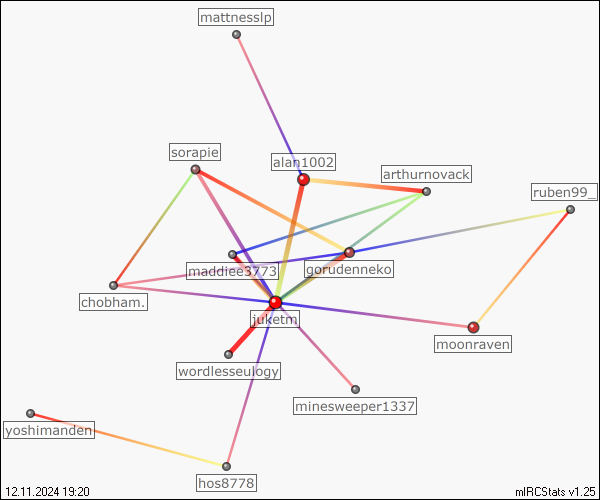 mattnesslp
sorapie
alan1002
arthurnovack
ruben99_
maddiee3773
gorudenneko
chobham.
juketm
moonraven
wordlesseulogy
minesweeper1337
yoshimanden
hos8778
12.11.2024 19:20
mIRCStats v1.25